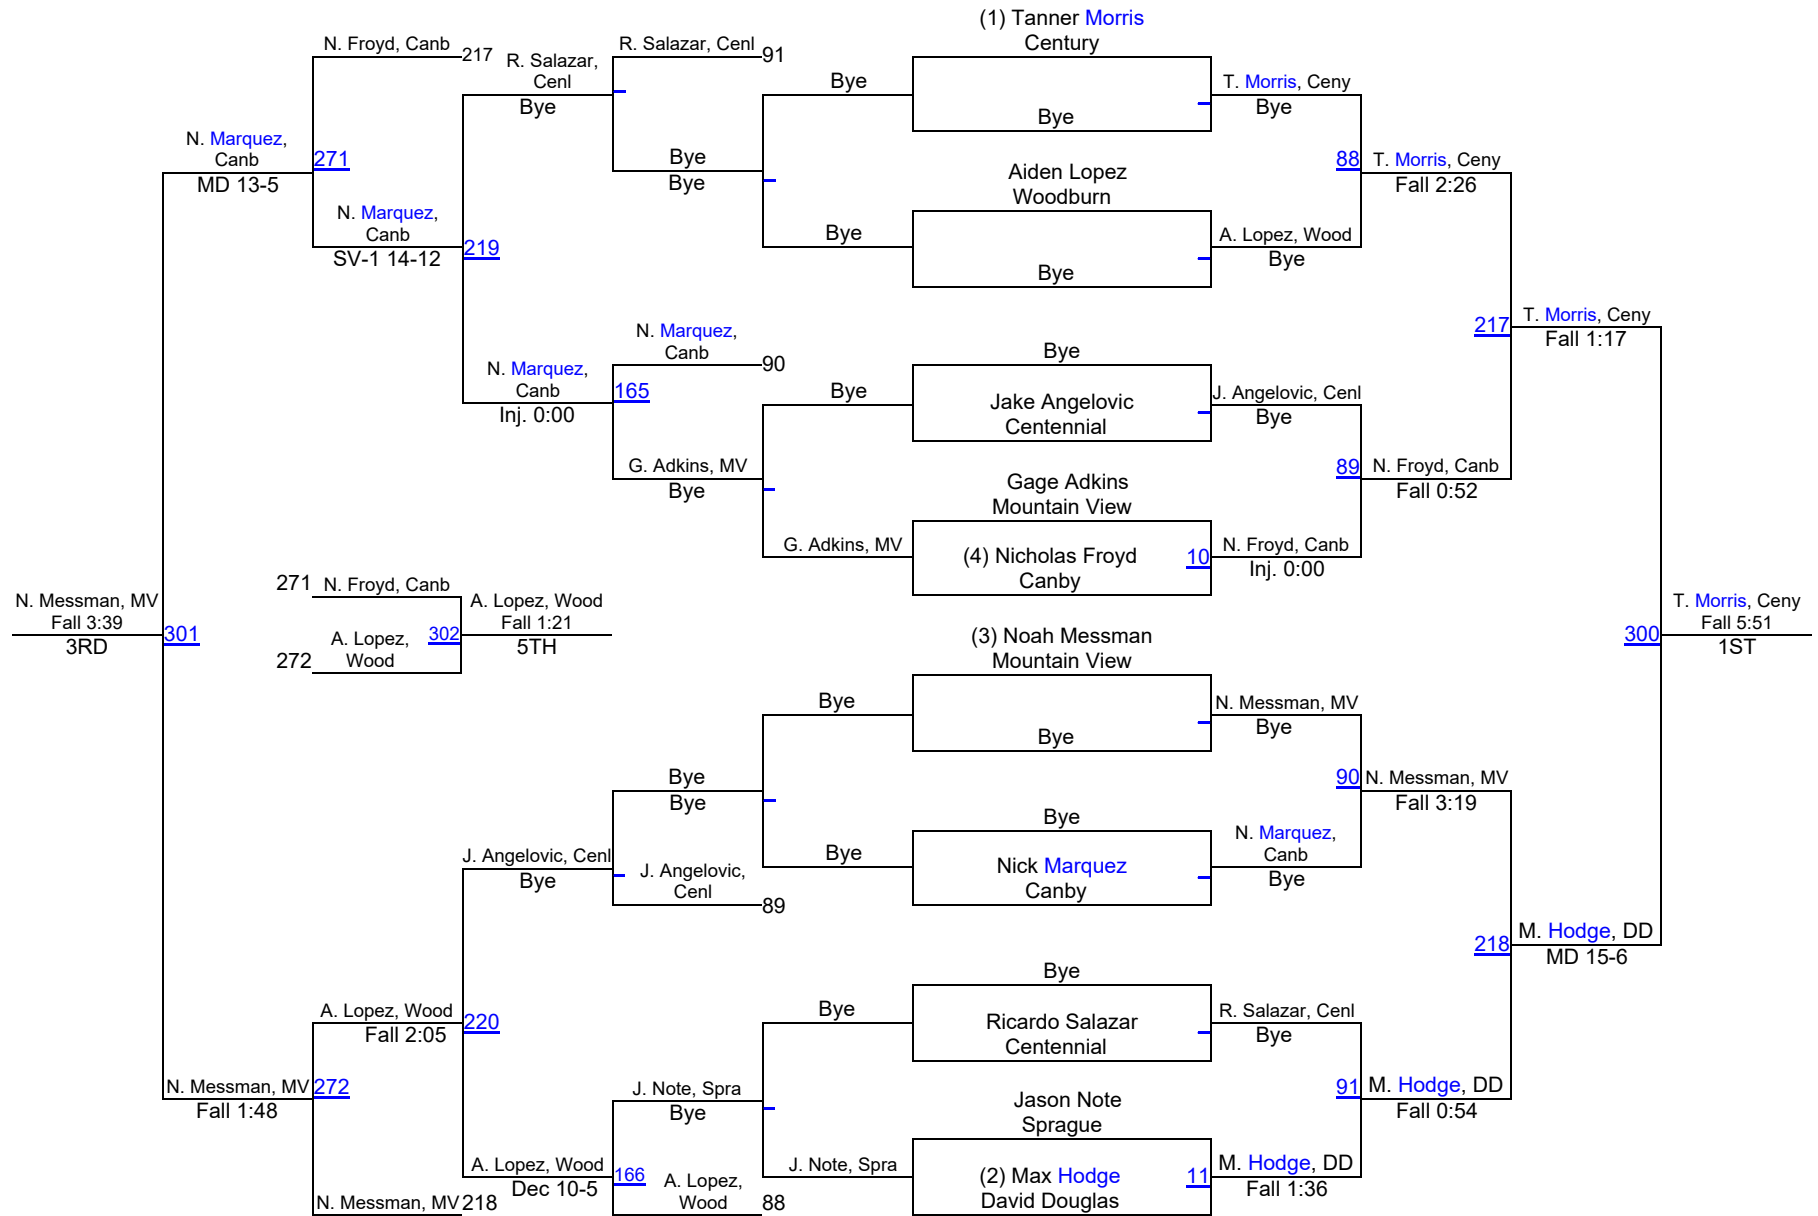 (1) Tanner Morris
Century
N. Froyd, Canb
217
R. Salazar,
Cenl
Bye
R. Salazar, Cenl
91
Bye
Bye
T. Morris, Ceny
Bye
N. Marquez,
Canb
MD 13-5
271
Bye
Bye
Aiden Lopez
Woodburn
88
T. Morris, Ceny
Fall 2:26
N. Marquez,
Canb
SV-1 14-12
219
Bye
Bye
A. Lopez, Wood
Bye
N. Marquez,
Canb
90
Bye
217
T. Morris, Ceny
Fall 1:17
N. Marquez,
Canb
Inj. 0:00
165
Bye
Jake Angelovic
Centennial
J. Angelovic, Cenl
Bye
G. Adkins, MV
Bye
Gage Adkins
Mountain View
89
N. Froyd, Canb
Fall 0:52
G. Adkins, MV
(4) Nicholas Froyd
Canby
10
N. Froyd, Canb
Inj. 0:00
N. Messman, MV
Fall 3:39
3RD
301
271
N. Froyd, Canb
A. Lopez,
Wood
272
302
A. Lopez, Wood
Fall 1:21
5TH
(3) Noah Messman
Mountain View
300
T. Morris, Ceny
Fall 5:51
1ST
Bye
Bye
N. Messman, MV
Bye
Bye
Bye
90
N. Messman, MV
Fall 3:19
J. Angelovic, Cenl
Bye
J. Angelovic,
Cenl
89
Bye
Bye
Nick Marquez
Canby
N. Marquez,
Canb
Bye
218
M. Hodge, DD
MD 15-6
A. Lopez, Wood
Fall 2:05
220
Bye
Bye
Ricardo Salazar
Centennial
R. Salazar, Cenl
Bye
N. Messman, MV
Fall 1:48
272
J. Note, Spra
Bye
Jason Note
Sprague
91
M. Hodge, DD
Fall 0:54
A. Lopez, Wood
Dec 10-5
166
A. Lopez,
Wood
88
J. Note, Spra
(2) Max Hodge
David Douglas
11
M. Hodge, DD
Fall 1:36
N. Messman, MV
218